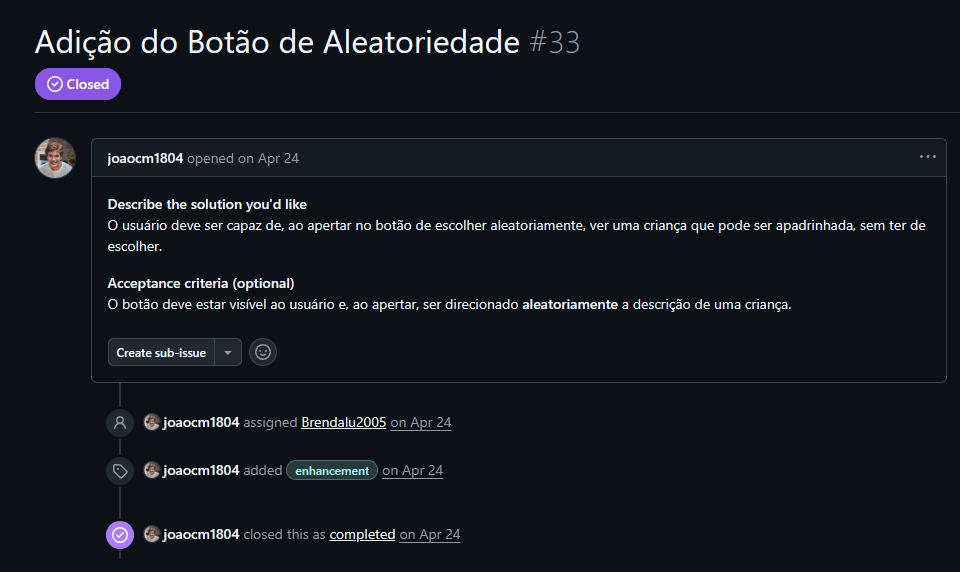 Adição do Botão de Aleatoriedade #33
Closed
joaocm1804 opened on Apr 24
Describe the solution you'd like
O usuário deve ser capaz de, ao apertar no botão de escolher aleatoriamente, ver uma criança que pode ser apadrinhada, sem ter de
escolher.
Acceptance criteria (optional)
O botão deve estar visível ao usuário e, ao apertar, ser direcionado aleatoriamente a descrição de uma criança.
Create sub-issue
joaocm1804 assigned Brendalu2005 on Apr 24
joaocm1804 added enhancement on Apr 24
joaocm1804 closed this as completed on Apr 24